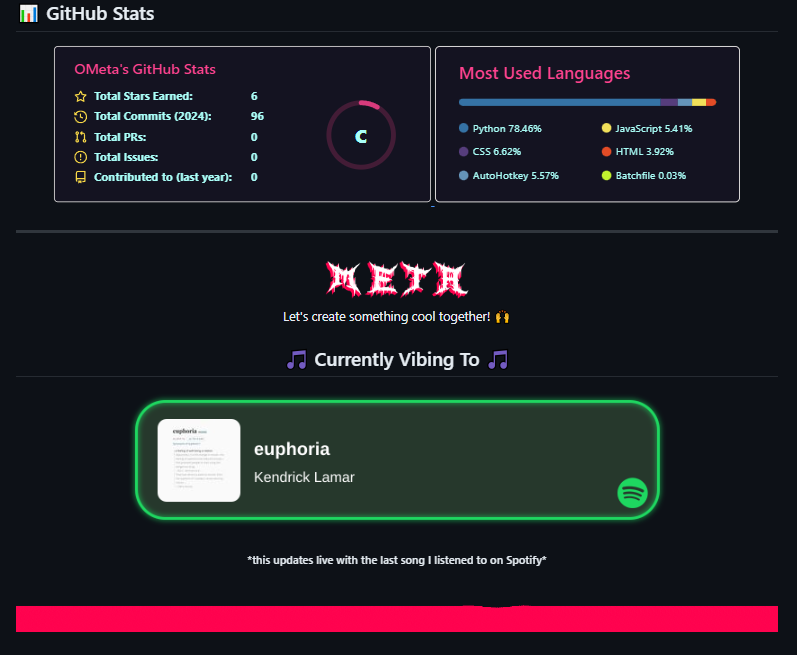 📊 GitHub Stats
OMeta's GitHub Stats
Total Stars Earned: 6
Total Commits (2024): 96
Total PRs: 0
Total Issues: 0
Contributed to (last year): 0
C
Most Used Languages
Python 78.46%
JavaScript 5.41%
CSS 6.62%
HTML 3.92%
AutoHotkey 5.57%
Batchfile 0.03%
META
Let's create something cool together! 🙌
🎵 Currently Vibing To 🎵
euphoria
euphoria
Kendrick Lamar
*this updates live with the last song I listened to on Spotify*